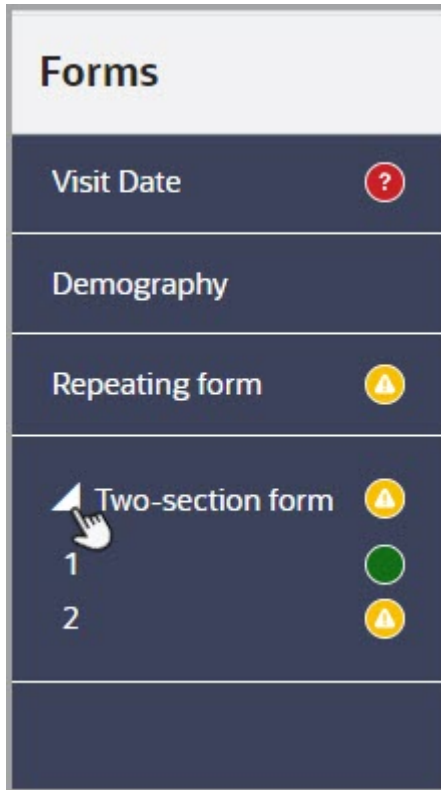 Forms
Visit Date ?
Demography
Repeating form
Two-section form
1
2